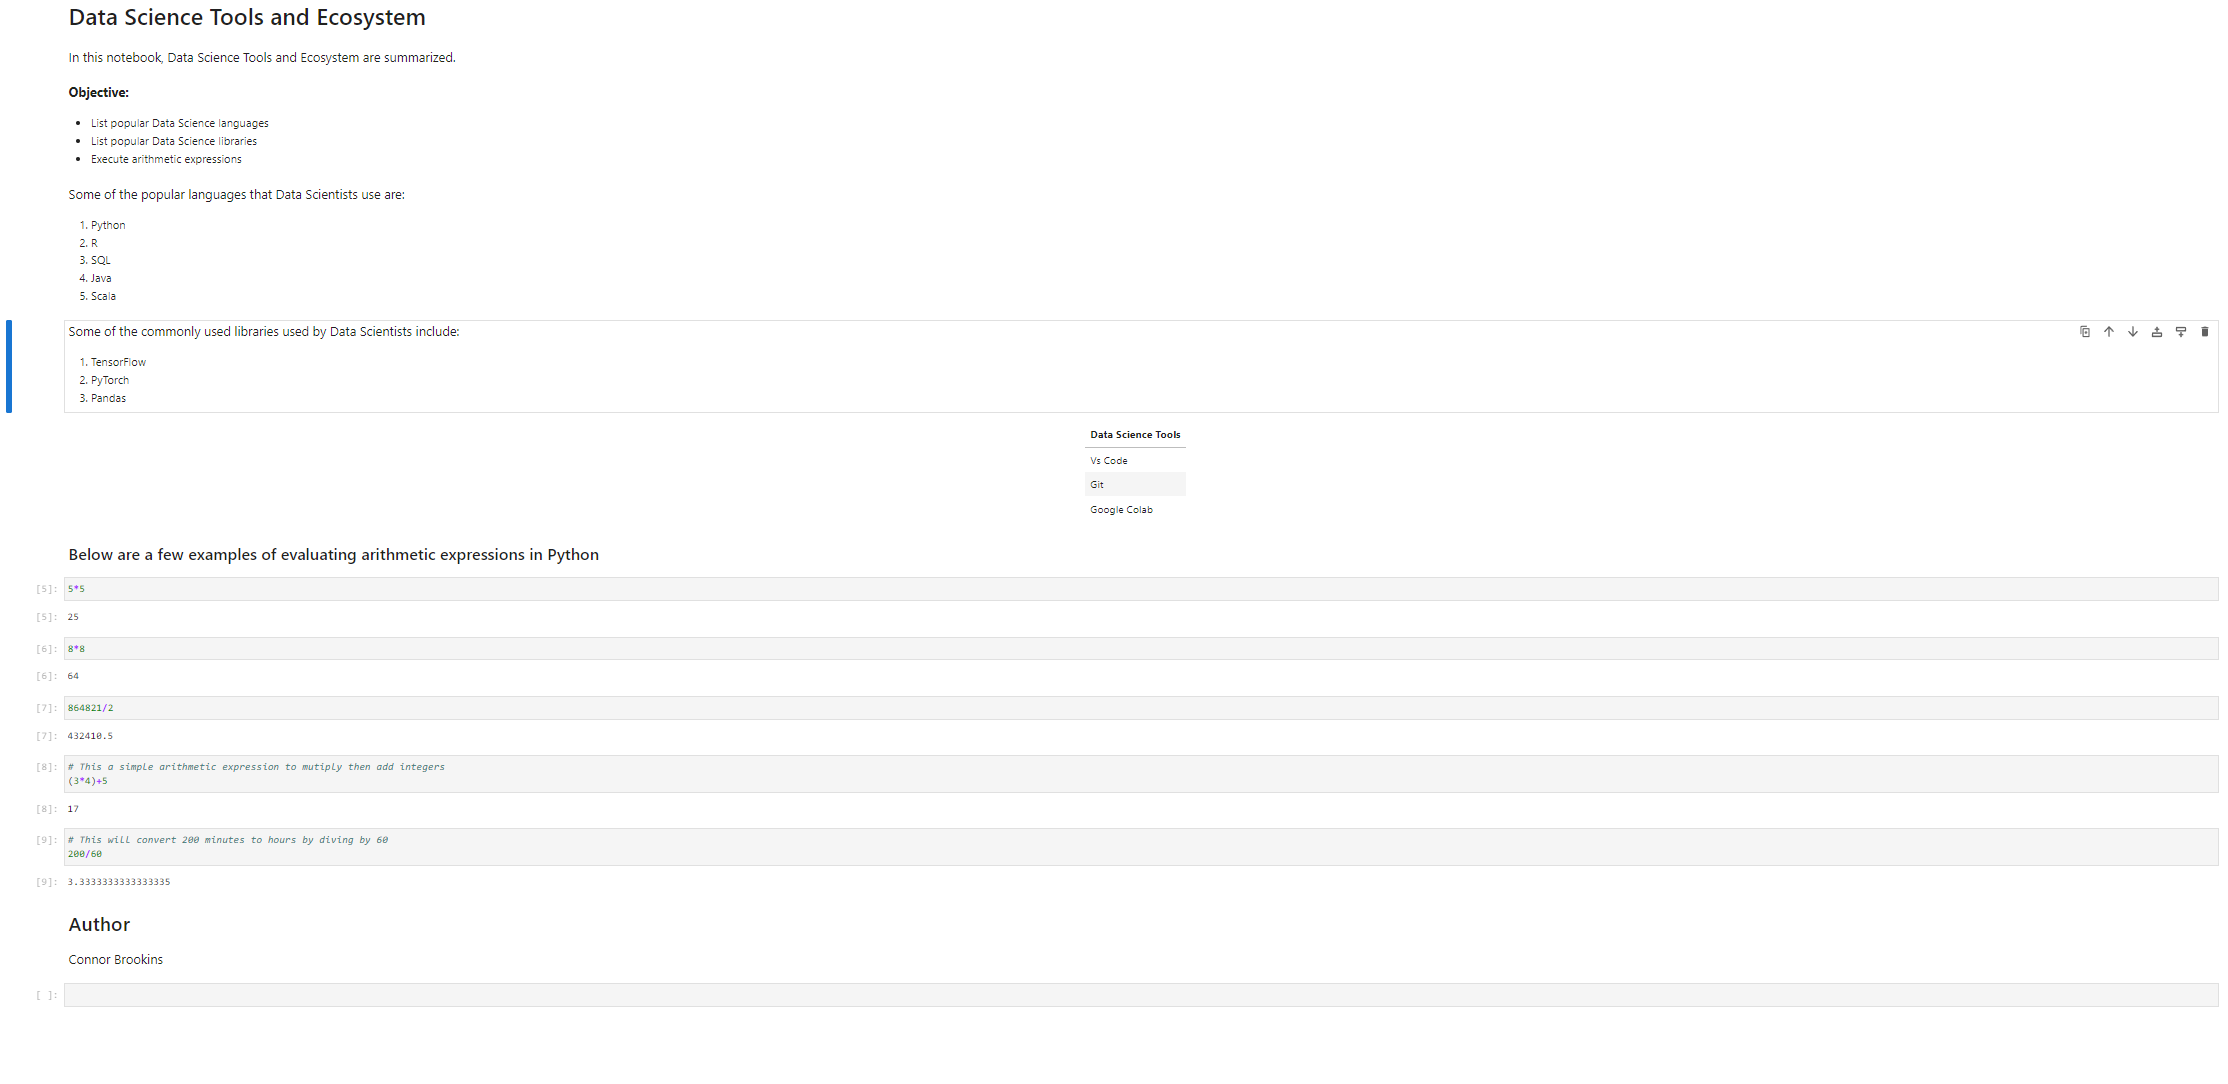 Data Science Tools and Ecosystem
In this notebook, Data Science Tools and Ecosystem are summarized.
Objective:
• List popular Data Science languages
• List popular Data Science libraries
• Execute arithmetic expressions
Some of the popular languages that Data Scientists use are:
1. Python
2. R
3. SQL
4. Java
5. Scala
Some of the commonly used libraries used by Data Scientists include:
1. TensorFlow
2. PyTorch
3. Pandas
Data Science Tools
Vs Code
Git
Google Colab
Below are a few examples of evaluating arithmetic expressions in Python
[5]: 5*5
[5]: 25
[6]: 8*8
[6]: 64
[7]: 864821/2
[7]: 432410.5
[8]: # This a simple arithmetic expression to mutiply then add integers
(3*4)+5
[8]: 17
[9]: # This will convert 200 minutes to hours by diving by 60
200/60
[9]: 3.3333333333333335
Author
Connor Brookins
[ ]: